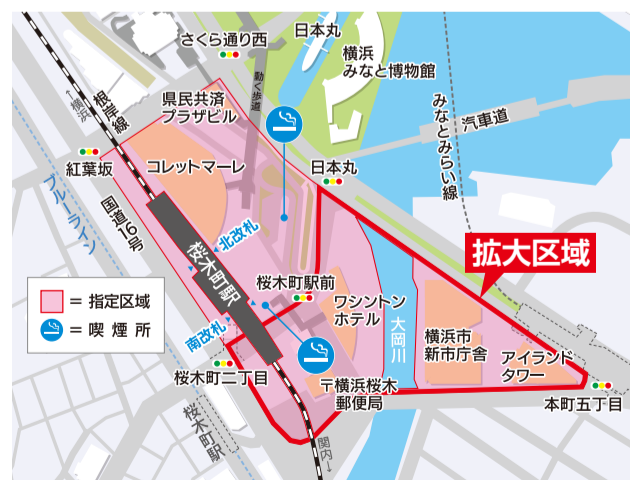 さくら通り西
日本丸
横浜
みなと博物館
←横浜
根岸線
動く歩道
県民共済
プラザビル
汽車道
みなとみらい線
紅葉坂
コレットマーレ
日本丸
ブルーライン
国道16号
北改札
桜木町駅
拡大区域
桜木町駅前
ワシントン
ホテル
大岡川
= 指定区域
= 喫煙所
南改札
横浜市
新市庁舎
アイランド
タワー
桜木町二丁目
〒横浜桜木
郵便局
本町五丁目
桜木町駅
関内→